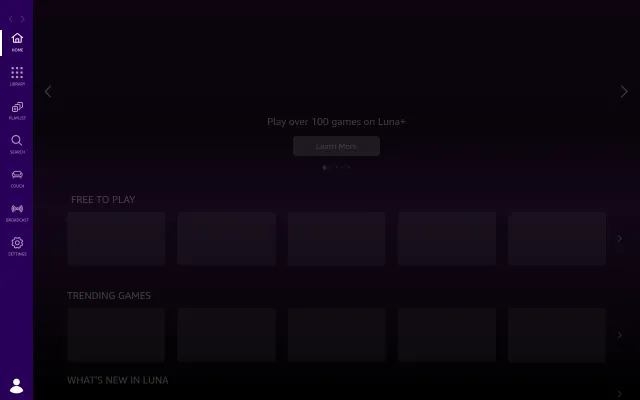 HOME
LIBRARY
PLAYLIST
SEARCH
COUCH
BROADCAST
SETTINGS
Play over 100 games on Luna+
Learn More
FREE TO PLAY
TRENDING GAMES
WHAT'S NEW IN LUNA